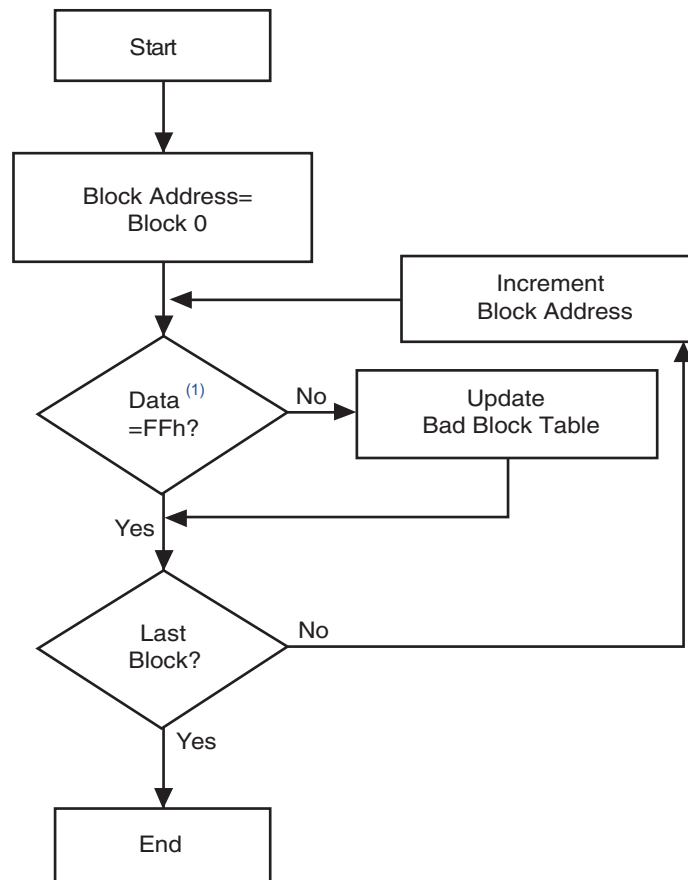 Start
Block Address=
Block 0
Increment
Block Address
Data (1)
=FFh?
No
Update
Bad Block Table
Yes
Last
Block?
No
Yes
End